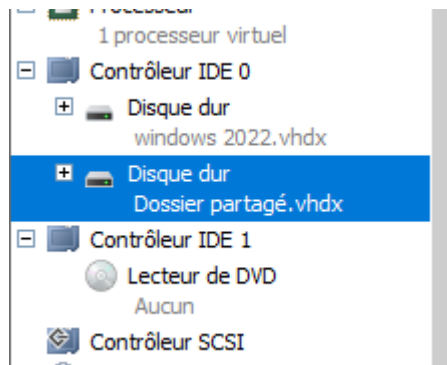 Processeur
1 processeur virtuel
Contrôleur IDE 0
Disque dur
windows 2022.vhdx
Disque dur
Dossier partagé.vhdx
Contrôleur IDE 1
Lecteur de DVD
Aucun
Contrôleur SCSI